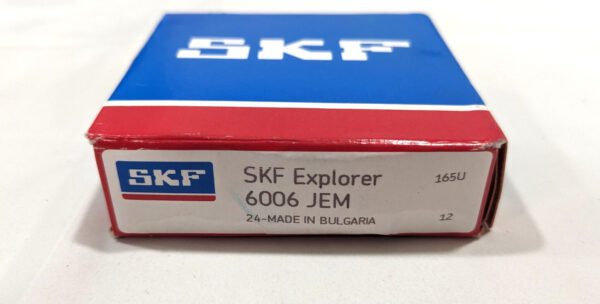 SKF
SKF
SKF Explorer
165U
6006 JEM
24-MADE IN BULGARIA
12